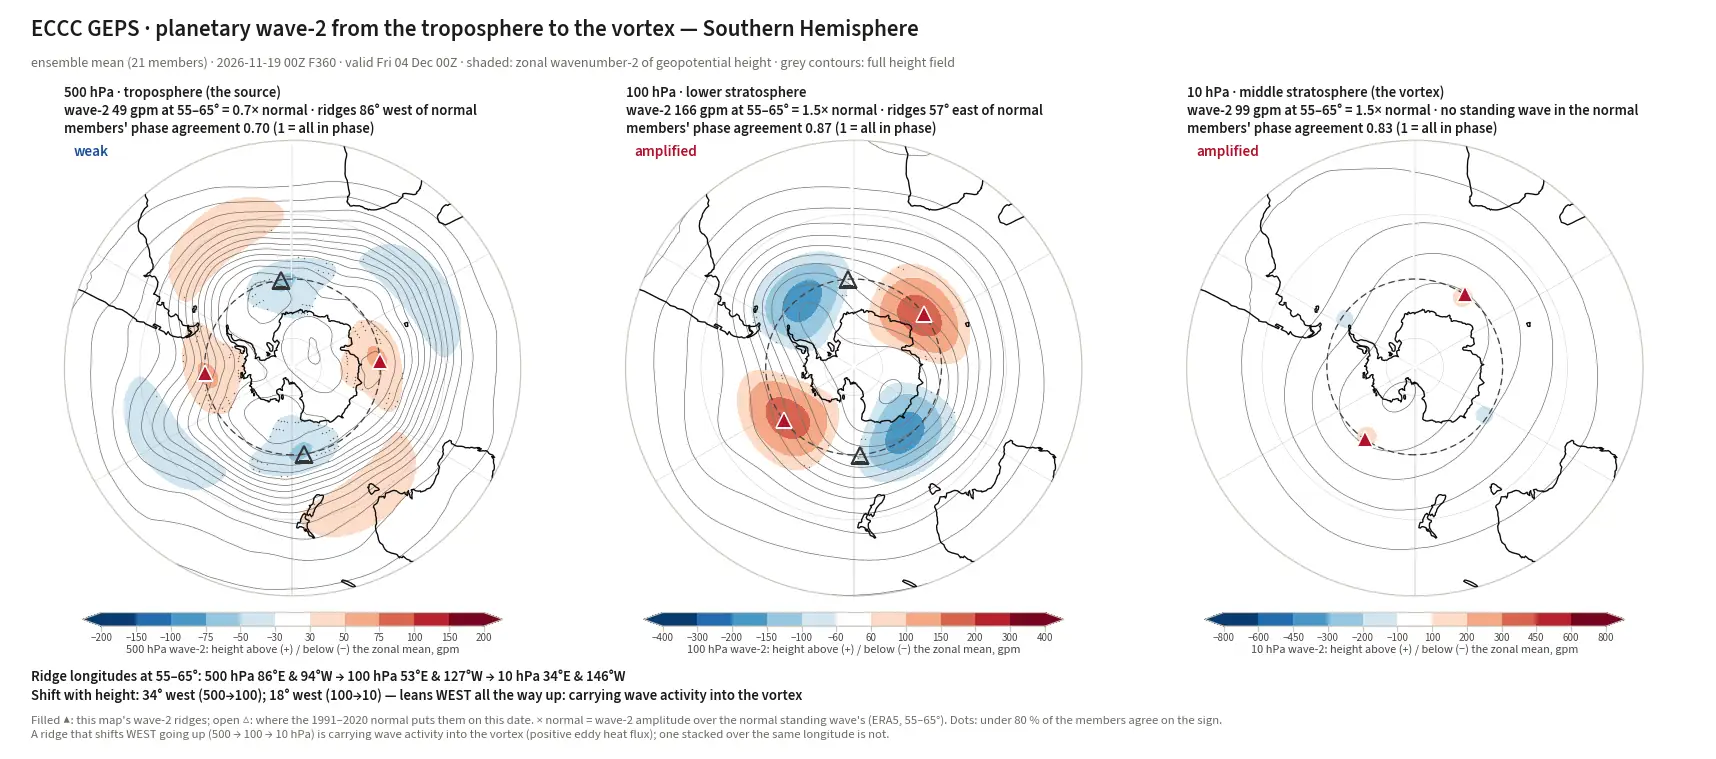 ECCC GEPS · planetary wave-2 from the troposphere to the vortex — Southern Hemisphere
ensemble mean (21 members) · 2026-11-19 00Z F360 · valid Fri 04 Dec 00Z · shaded: zonal wavenumber-2 of geopotential height · grey contours: full height field
500 hPa · troposphere (the source)
wave-2 49 gpm at 55–65° = 0.7× normal · ridges 86° west of normal
members' phase agreement 0.70 (1 = all in phase)
weak
100 hPa · lower stratosphere
wave-2 166 gpm at 55–65° = 1.5× normal · ridges 57° east of normal
members' phase agreement 0.87 (1 = all in phase)
amplified
10 hPa · middle stratosphere (the vortex)
wave-2 99 gpm at 55–65° = 1.5× normal · no standing wave in the normal
members' phase agreement 0.83 (1 = all in phase)
amplified
−200 −150 −100 −75 −50 −30 30 50 75 100 150 200
500 hPa wave-2: height above (+) / below (−) the zonal mean, gpm
−400 −300 −200 −150 −100 −60 60 100 150 200 300 400
100 hPa wave-2: height above (+) / below (−) the zonal mean, gpm
−800 −600 −450 −300 −200 −100 100 200 300 450 600 800
10 hPa wave-2: height above (+) / below (−) the zonal mean, gpm
Ridge longitudes at 55–65°: 500 hPa 86°E & 94°W → 100 hPa 53°E & 127°W → 10 hPa 34°E & 146°W
Shift with height: 34° west (500→100); 18° west (100→10) — leans WEST all the way up: carrying wave activity into the vortex
Filled ▲: this map's wave-2 ridges; open △: where the 1991–2020 normal puts them on this date. × normal = wave-2 amplitude over the normal standing wave's (ERA5, 55–65°). Dots: under 80 % of the members agree on the sign.
A ridge that shifts WEST going up (500 → 100 → 10 hPa) is carrying wave activity into the vortex (positive eddy heat flux); one stacked over the same longitude is not.